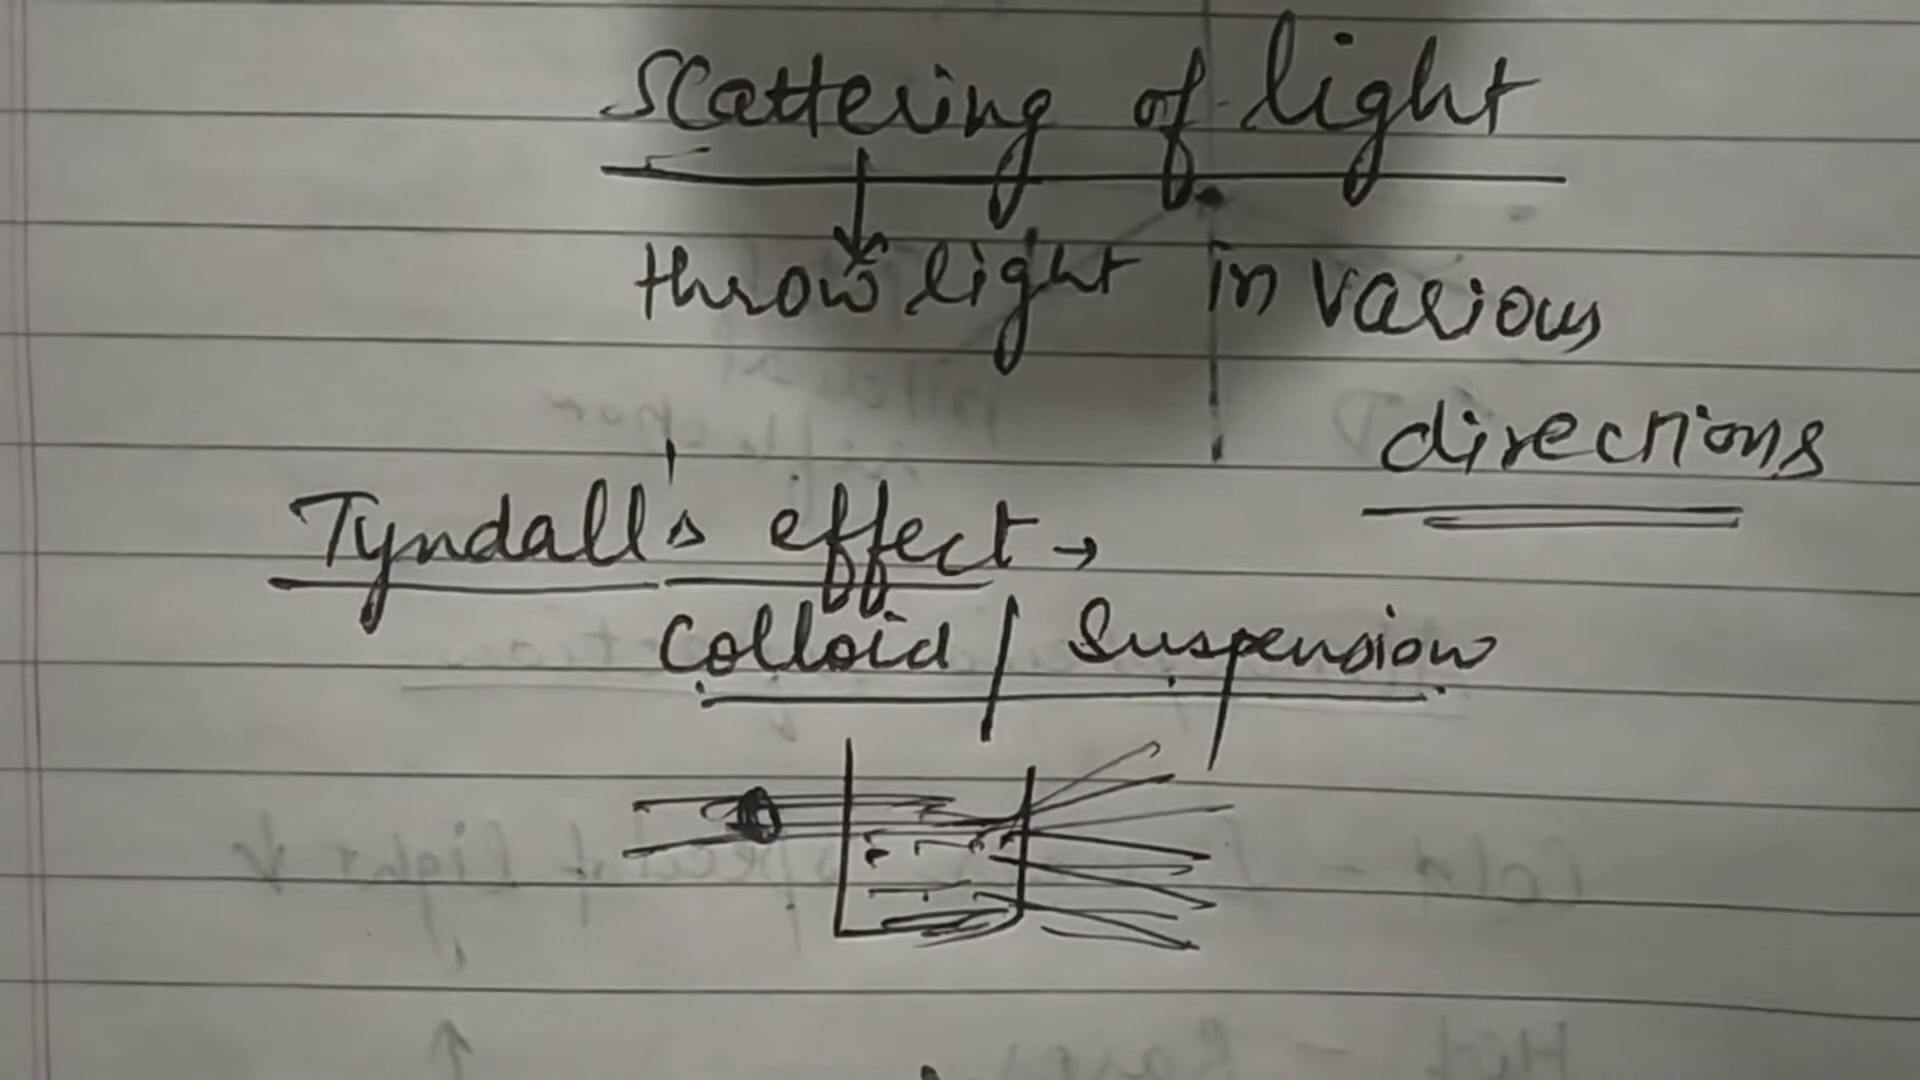 Scattering of light
throw light in various
directions
Tyndall's effect →
Colloid / Suspension